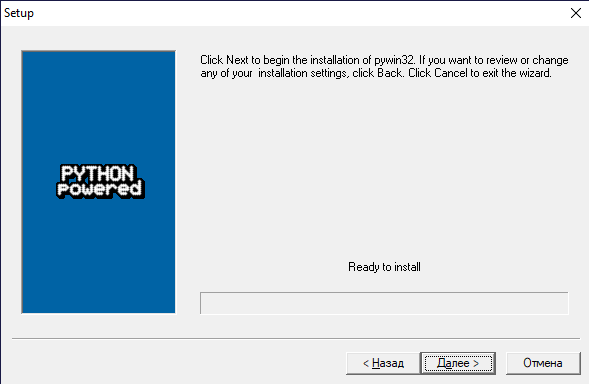 Setup
Click Next to begin the installation of pywin32. If you want to review or change
any of your  installation settings, click Back. Click Cancel to exit the wizard.
PYTHON
powered
Ready to install
< Назад
Далее >
Отмена